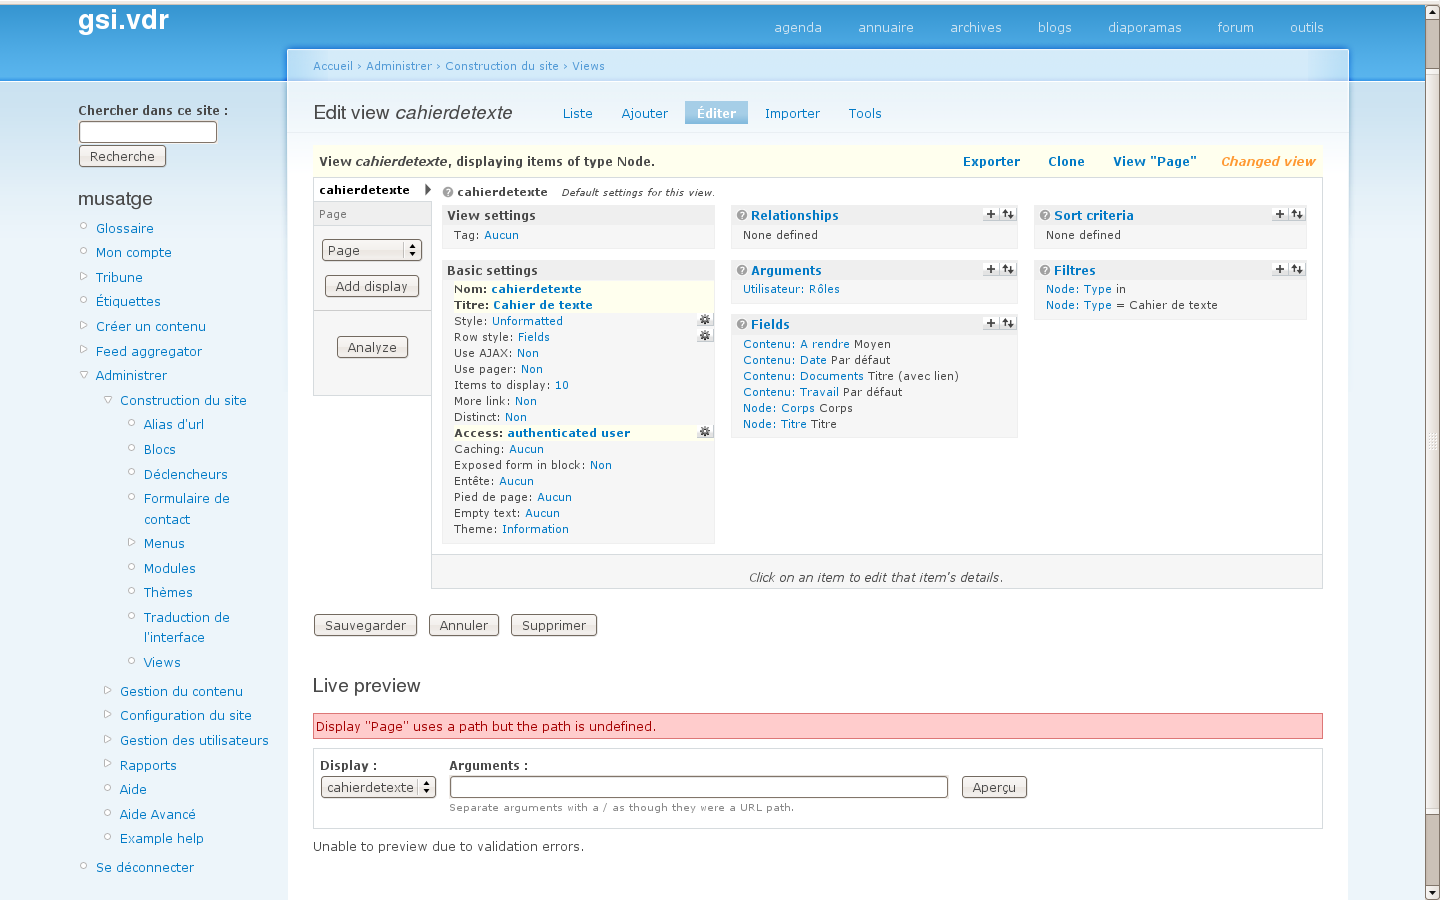 gsi.vdr
agenda annuaire archives blogs diaporamas forum outils
Accueil › Administrer › Construction du site › Views
Chercher dans ce site :
Recherche
musatge
Glossaire
Mon compte
Tribune
Étiquettes
Créer un contenu
Feed aggregator
Administrer
Construction du site
Alias d'url
Blocs
Déclencheurs
Formulaire de
contact
Menus
Modules
Thèmes
Traduction de
l'interface
Views
Gestion du contenu
Configuration du site
Gestion des utilisateurs
Rapports
Aide
Aide Avancé
Example help
Se déconnecter
Edit view cahierdetexte
Liste Ajouter Éditer Importer Tools
View cahierdetexte, displaying items of type Node.
Exporter Clone View "Page" Changed view
cahierdetexte
Page
Page
Add display
Analyze
cahierdetexte Default settings for this view.
View settings
Tag: Aucun
Basic settings
Nom: cahierdetexte
Titre: Cahier de texte
Style: Unformatted
Row style: Fields
Use AJAX: Non
Use pager: Non
Items to display: 10
More link: Non
Distinct: Non
Access: authenticated user
Caching: Aucun
Exposed form in block: Non
Entête: Aucun
Pied de page: Aucun
Empty text: Aucun
Theme: Information
Relationships
None defined
Arguments
Utilisateur: Rôles
Fields
Contenu: A rendre Moyen
Contenu: Date Par défaut
Contenu: Documents Titre (avec lien)
Contenu: Travail Par défaut
Node: Corps Corps
Node: Titre Titre
Sort criteria
None defined
Filtres
Node: Type in
Node: Type = Cahier de texte
Click on an item to edit that item's details.
Sauvegarder Annuler Supprimer
Live preview
Display "Page" uses a path but the path is undefined.
Display :
cahierdetexte
Arguments :
Aperçu
Separate arguments with a / as though they were a URL path.
Unable to preview due to validation errors.